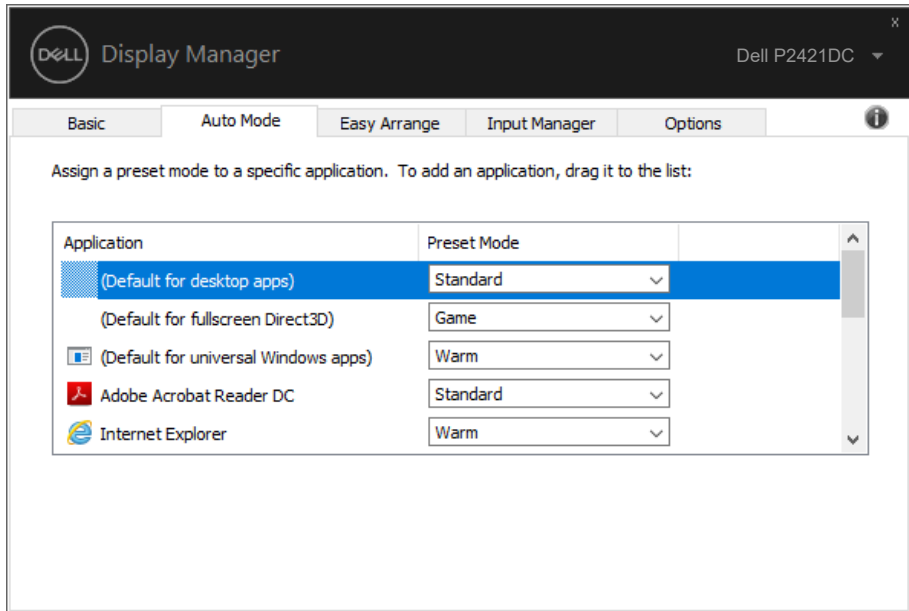 DELL Display Manager
x
Dell P2421DC
Basic Auto Mode Easy Arrange Input Manager Options
Assign a preset mode to a specific application. To add an application, drag it to the list:
Application Preset Mode
(Default for desktop apps) Standard
(Default for fullscreen Direct3D) Game
(Default for universal Windows apps) Warm
Adobe Acrobat Reader DC Standard
Internet Explorer Warm